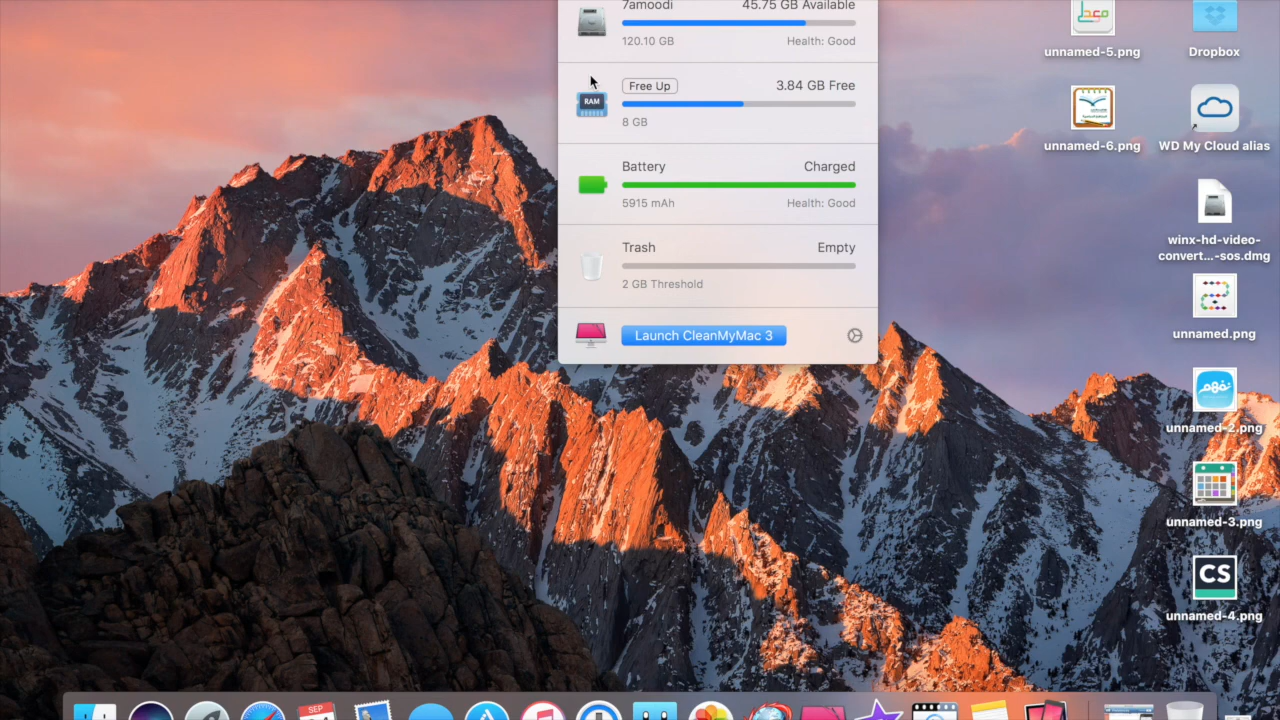 7amoodi
45.75 GB Available
120.10 GB
Health: Good
Free Up
3.84 GB Free
RAM
8 GB
Battery
Charged
5915 mAh
Health: Good
Trash
Empty
2 GB Threshold
Launch CleanMyMac 3
unnamed-5.png
Dropbox
unnamed-6.png
WD My Cloud alias
winx-hd-video-
convert...-sos.dmg
unnamed.png
unnamed-2.png
unnamed-3.png
CS
unnamed-4.png
SEP